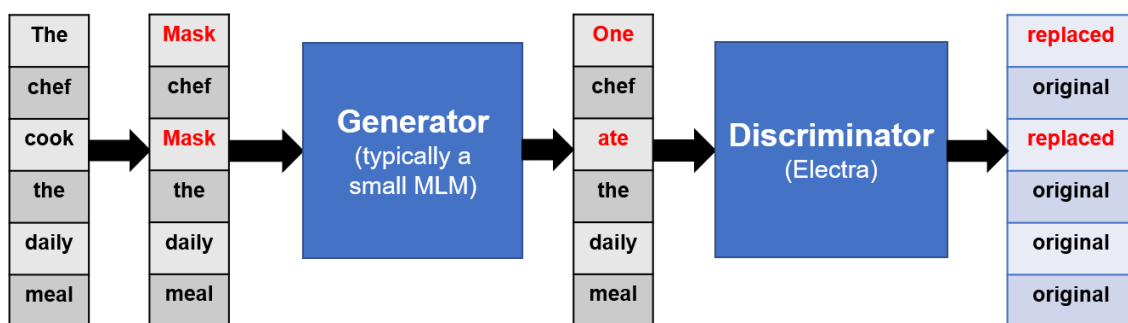 The
chef
cook
the
daily
meal
Mask
chef
Mask
the
daily
meal
Generator
(typically a
small MLM)
One
chef
ate
the
daily
meal
Discriminator
(Electra)
replaced
original
replaced
original
original
original